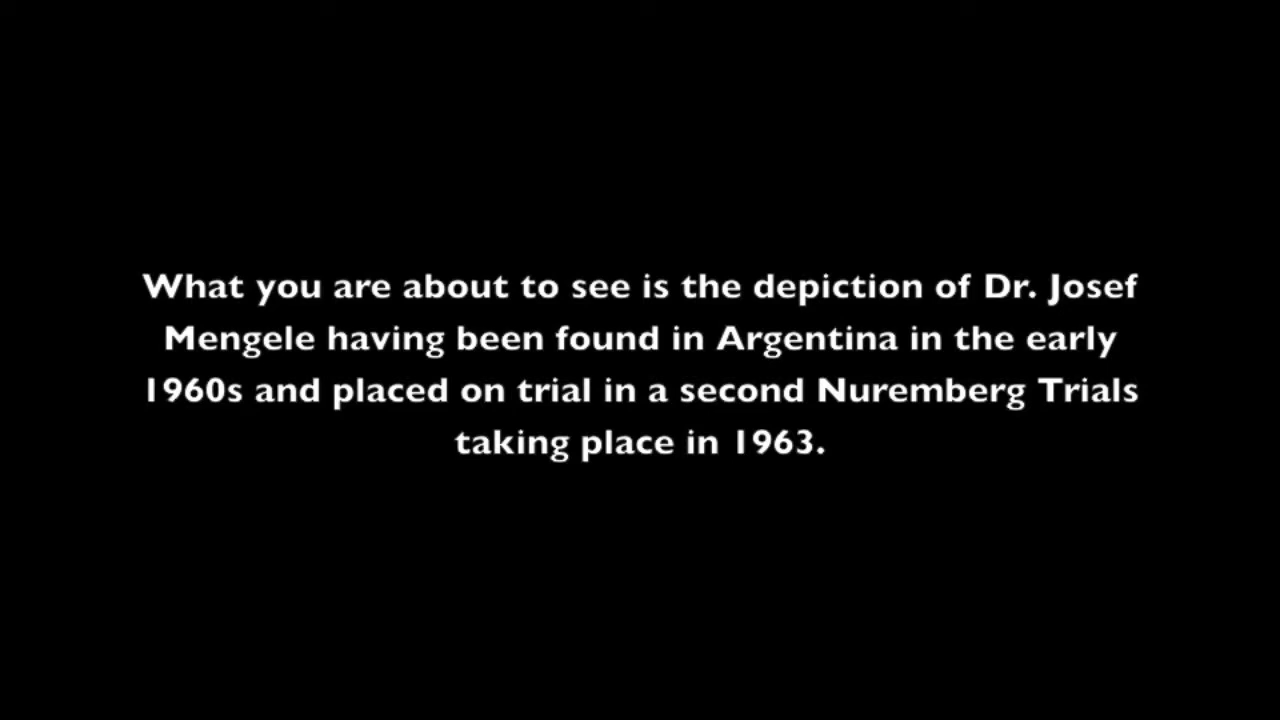 What you are about to see is the depiction of Dr. Josef
Mengele having been found in Argentina in the early
1960s and placed on trial in a second Nuremberg Trials
taking place in 1963.